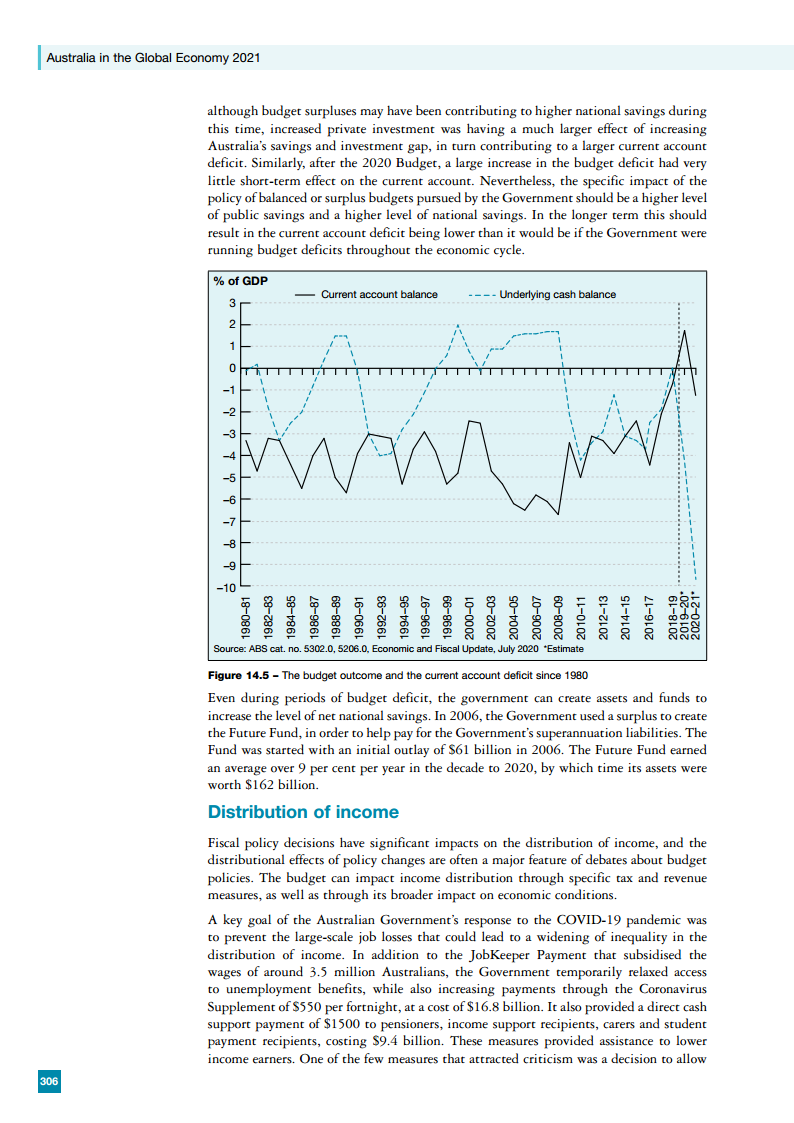 Australia in the Global Economy 2021
although budget surpluses may have been contributing to higher national savings during
this time, increased private investment was having a much larger effect of increasing
Australia’s savings and investment gap, in turn contributing to a larger current account
deficit. Similarly, after the 2020 Budget, a large increase in the budget deficit had very
little short-term effect on the current account. Nevertheless, the specific impact of the
policy of balanced or surplus budgets pursued by the Government should be a higher level
of public savings and a higher level of national savings. In the longer term this should
result in the current account deficit being lower than it would be if the Government were
running budget deficits throughout the economic cycle.
% of GDP
Current account balance
Underlying cash balance
3
2
1
0
–1
–2
–3
–4
–5
–6
–7
–8
–9
–10
1980–81
1982–83
1984–85
1986–87
1988–89
1990–91
1992–93
1994–95
1996–97
1998–99
2000–01
2002–03
2004–05
2006–07
2008–09
2010–11
2012–13
2014–15
2016–17
2018–19
2019–20*
2020–21*
Source: ABS cat. no. 5302.0, 5206.0, Economic and Fiscal Update, July 2020 *Estimate
Figure 14.5 – The budget outcome and the current account deficit since 1980
Even during periods of budget deficit, the government can create assets and funds to
increase the level of net national savings. In 2006, the Government used a surplus to create
the Future Fund, in order to help pay for the Government’s superannuation liabilities. The
Fund was started with an initial outlay of $61 billion in 2006. The Future Fund earned
an average over 9 per cent per year in the decade to 2020, by which time its assets were
worth $162 billion.
Distribution of income
Fiscal policy decisions have significant impacts on the distribution of income, and the
distributional effects of policy changes are often a major feature of debates about budget
policies. The budget can impact income distribution through specific tax and revenue
measures, as well as through its broader impact on economic conditions.
A key goal of the Australian Government’s response to the COVID-19 pandemic was
to prevent the large-scale job losses that could lead to a widening of inequality in the
distribution of income. In addition to the JobKeeper Payment that subsidised the
wages of around 3.5 million Australians, the Government temporarily relaxed access
to unemployment benefits, while also increasing payments through the Coronavirus
Supplement of $550 per fortnight, at a cost of $16.8 billion. It also provided a direct cash
support payment of $1500 to pensioners, income support recipients, carers and student
payment recipients, costing $9.4 billion. These measures provided assistance to lower
income earners. One of the few measures that attracted criticism was a decision to allow
306